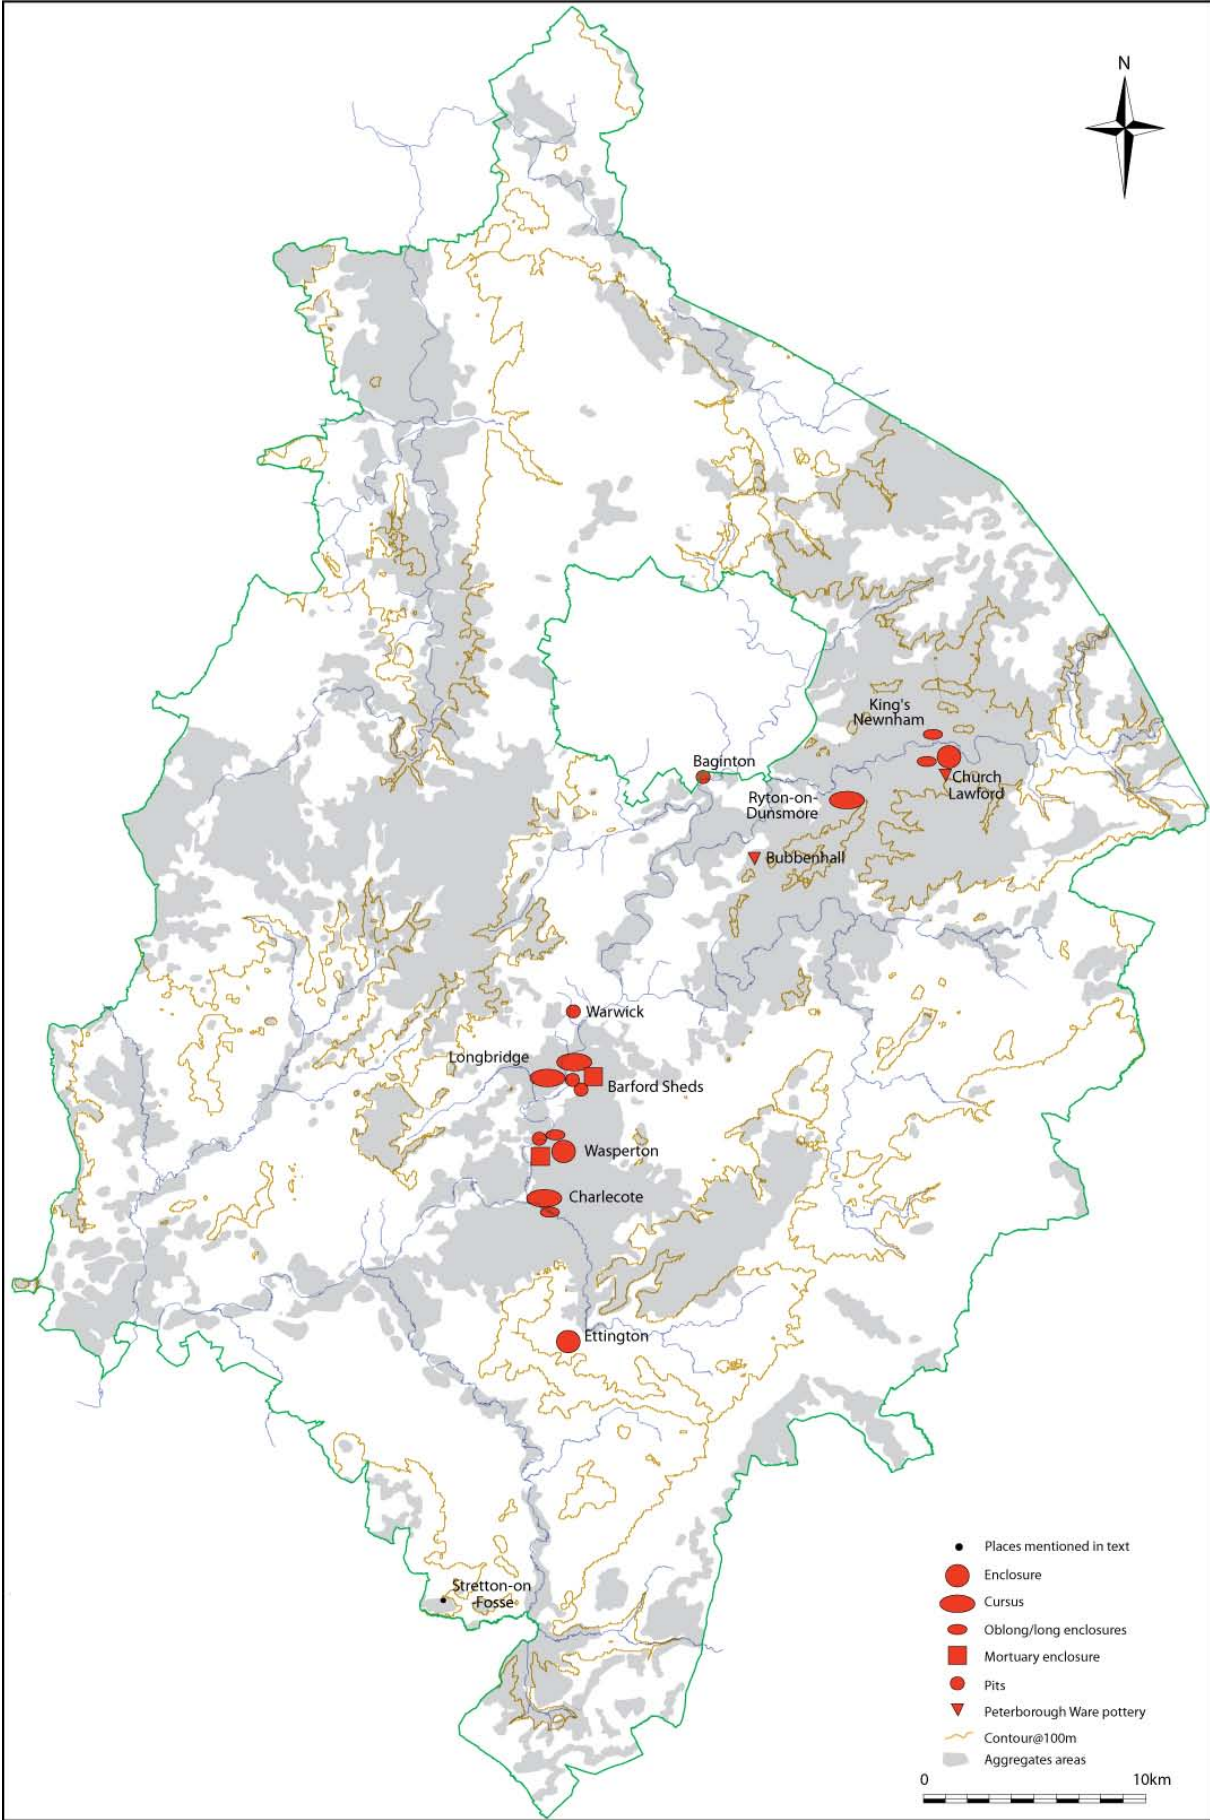 N
King's
Newnham
Baginton
Church
Lawford
Ryton-on-
Dunsmore
Bubbenhall
Warwick
Longbridge
Barford Sheds
Wasperton
Charlecote
Ettington
Stretton-on
-Fosse
Places mentioned in text
Enclosure
Cursus
Oblong/long enclosures
Mortuary enclosure
Pits
Peterborough Ware pottery
Contour@100m
Aggregates areas
0 10km